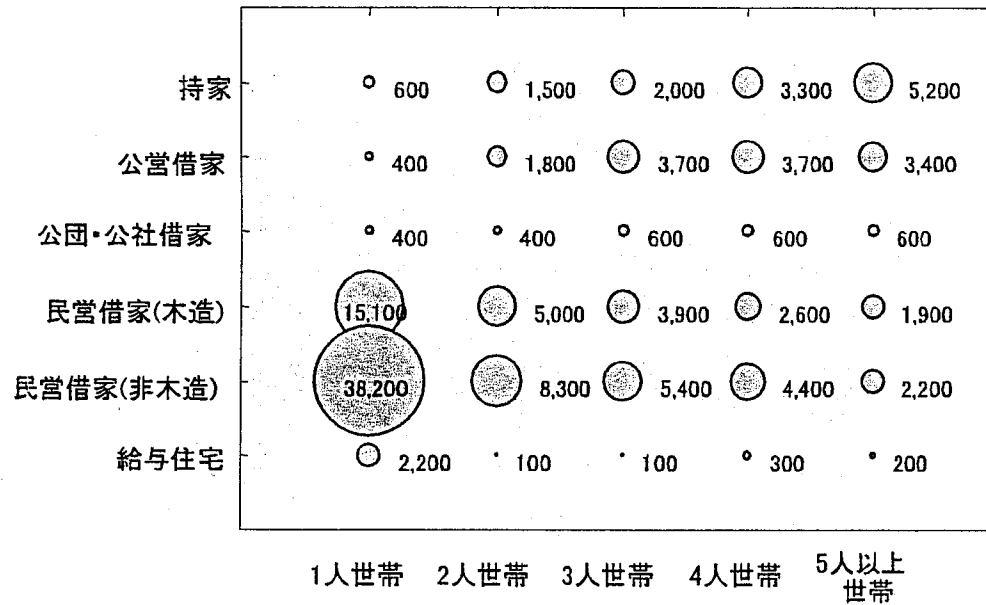 持家 600 1,500 2,000 3,300 5,200
公営借家 400 1,800 3,700 3,700 3,400
公団・公社借家 400 400 600 600 600
民営借家(木造) 15,100 5,000 3,900 2,600 1,900
民営借家(非木造) 38,200 8,300 5,400 4,400 2,200
給与住宅 2,200 100 100 300 200
1人世帯 2人世帯 3人世帯 4人世帯 5人以上
世帯